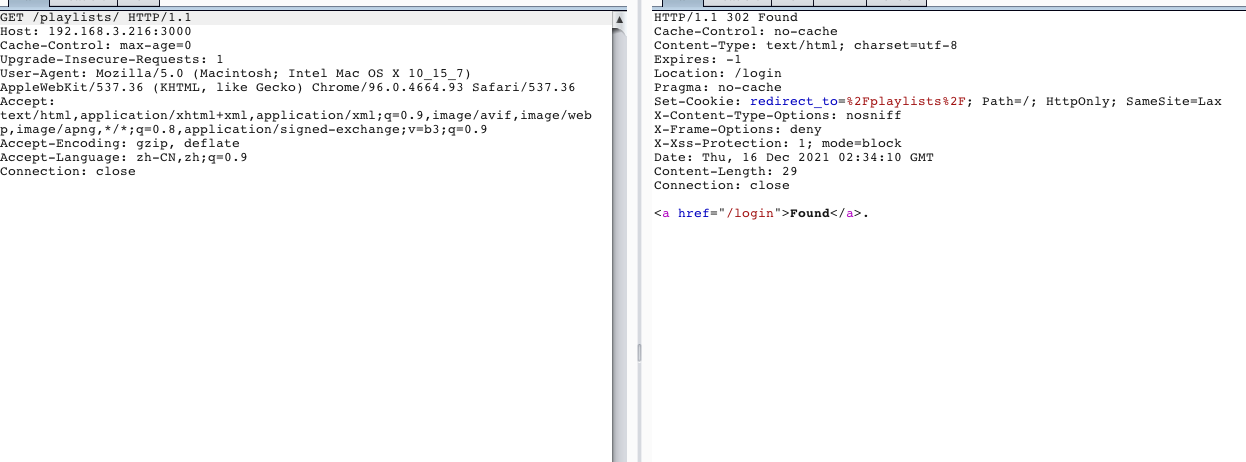 GET /playlists/ HTTP/1.1
Host: 192.168.3.216:3000
Cache-Control: max-age=0
Upgrade-Insecure-Requests: 1
User-Agent: Mozilla/5.0 (Macintosh; Intel Mac OS X 10_15_7)
AppleWebKit/537.36 (KHTML, like Gecko) Chrome/96.0.4664.93 Safari/537.36
Accept:
text/html,application/xhtml+xml,application/xml;q=0.9,image/avif,image/web
p,image/apng,*/*;q=0.8,application/signed-exchange;v=b3;q=0.9
Accept-Encoding: gzip, deflate
Accept-Language: zh-CN,zh;q=0.9
Connection: close
HTTP/1.1 302 Found
Cache-Control: no-cache
Content-Type: text/html; charset=utf-8
Expires: -1
Location: /login
Pragma: no-cache
Set-Cookie: redirect_to=%2Fplaylists%2F; Path=/; HttpOnly; SameSite=Lax
X-Content-Type-Options: nosniff
X-Frame-Options: deny
X-Xss-Protection: 1; mode=block
Date: Thu, 16 Dec 2021 02:34:10 GMT
Content-Length: 29
Connection: close
<a href="/login">Found</a>.